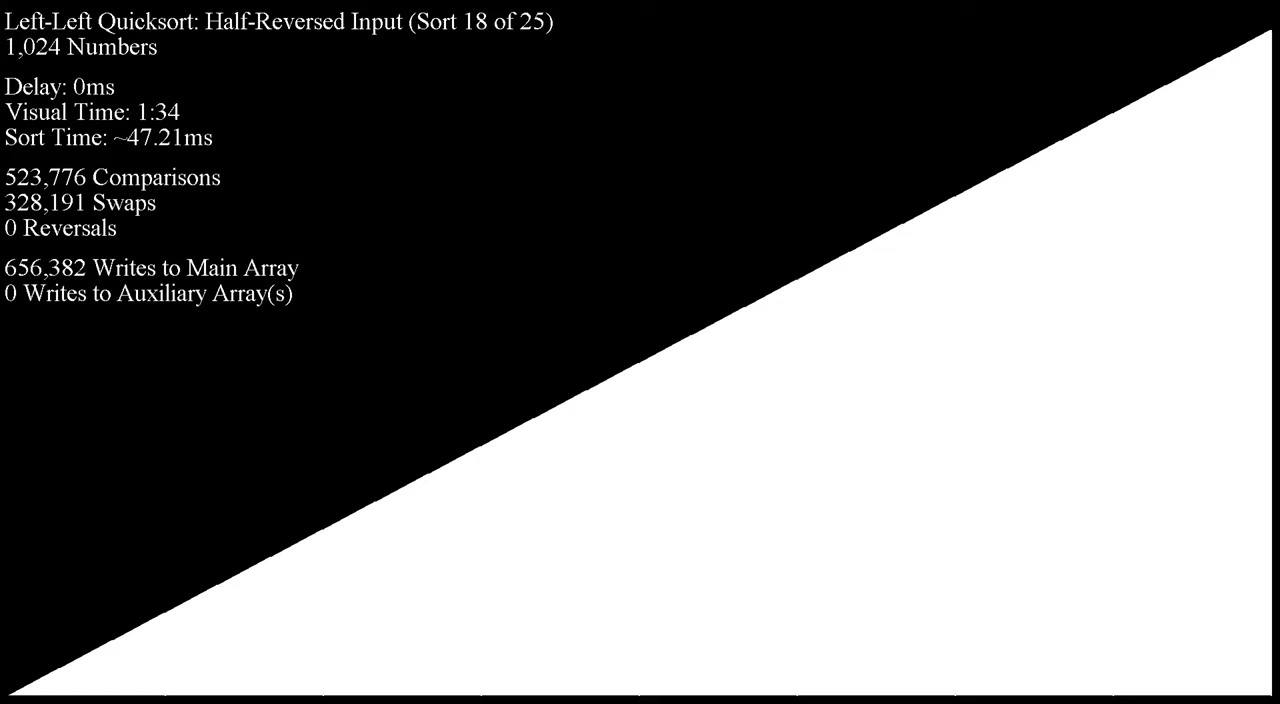 Left-Left Quicksort: Half-Reversed Input (Sort 18 of 25)
1,024 Numbers
Delay: 0ms
Visual Time: 1:34
Sort Time: ~47.21ms
523,776 Comparisons
328,191 Swaps
0 Reversals
656,382 Writes to Main Array
0 Writes to Auxiliary Array(s)